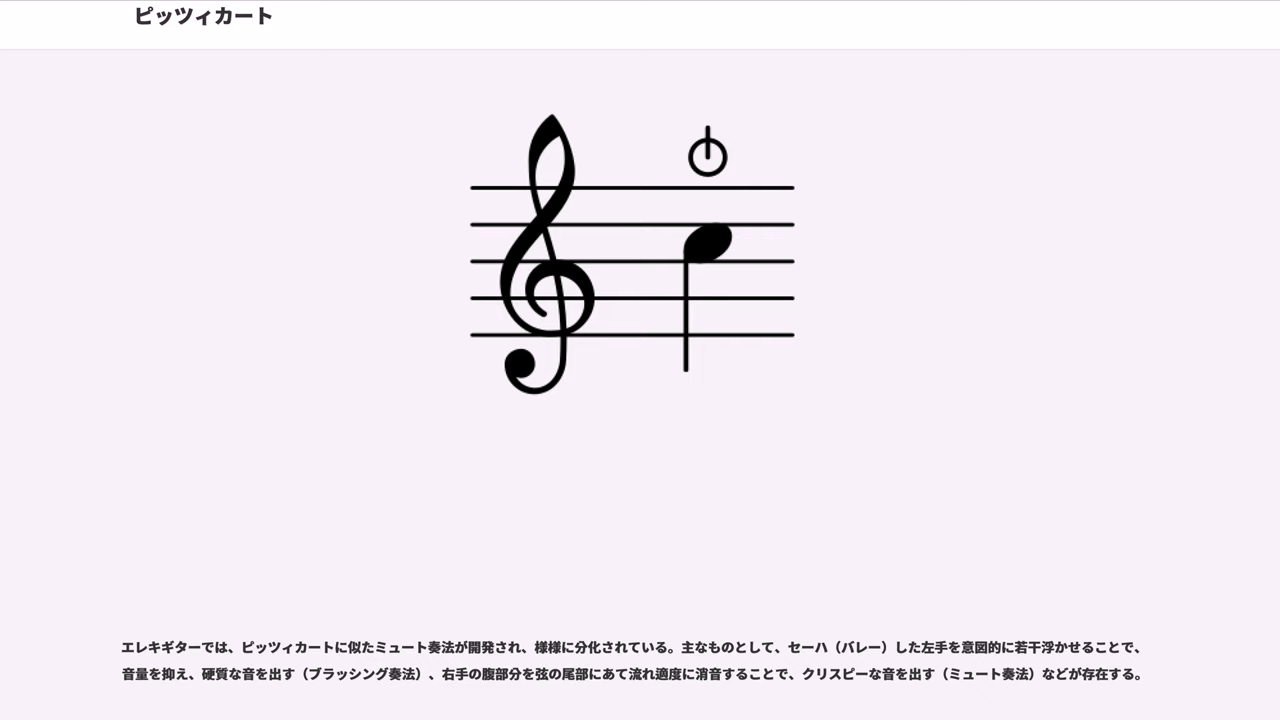 ピッツィカート
エレキギターでは、ピッツィカートに似たミュート奏法が開発され、様様に分化されている。主なものとして、セーハ（バレー）した左手を意図的に若干浮かせることで、
音量を抑え、硬質な音を出す（ブラッシング奏法）、右手の腹部分を弦の尾部にあて流れ適度に消音することで、クリスピーな音を出す（ミュート奏法）などが存在する。